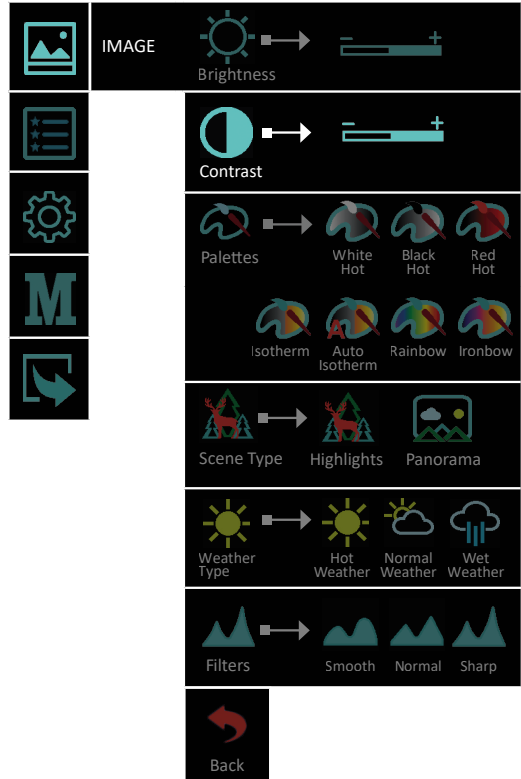 IMAGE
Brightness
Contrast
Palettes
White
Hot
Black
Hot
Red
Hot
Isotherm
A
Auto
Isotherm
Rainbow
Ironbow
Scene Type
Highlights
Panorama
M
Weather
Type
Hot
Weather
Normal
Weather
Wet
Weather
Filters
Smooth
Normal
Sharp
Back